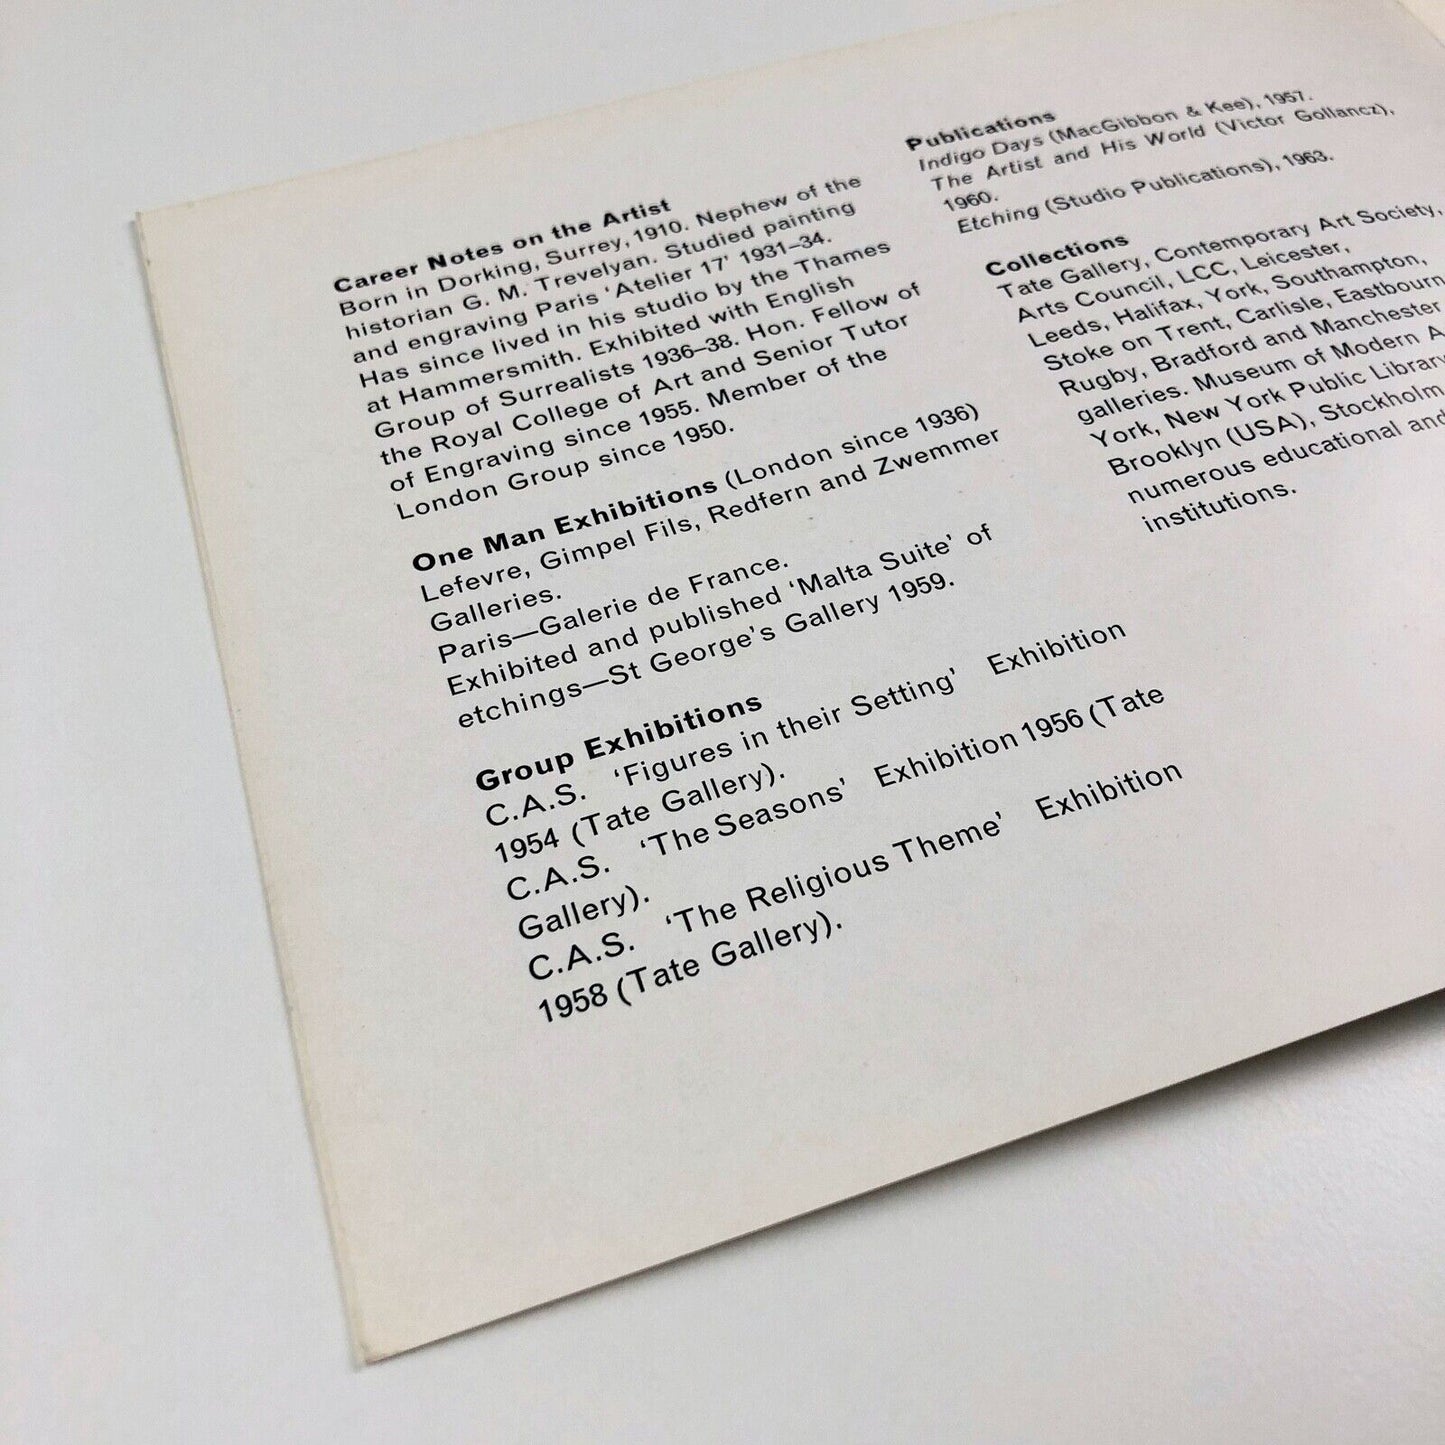 Career Notes on the Artist
Born in Dorking, Surrey, 1910. Nephew of the
historian G. M. Trevelyan. Studied painting
and engraving Paris ‘Atelier 17’ 1931–34.
Has since lived in his studio by the Thames
at Hammersmith. Exhibited with English
Group of Surrealists 1936–38. Hon. Fellow of
the Royal College of Art and Senior Tutor
of Engraving since 1955. Member of the
London Group since 1950.
One Man Exhibitions (London since 1936)
Lefevre, Gimpel Fils, Redfern and Zwemmer
Galleries.
Paris—Galerie de France.
Exhibited and published ‘Malta Suite’ of
etchings—St George’s Gallery 1959.
Group Exhibitions
C.A.S. ‘Figures in their Setting’ Exhibition
1954 (Tate Gallery).
C.A.S. ‘The Seasons’ Exhibition 1956 (Tate
Gallery).
C.A.S. ‘The Religious Theme’ Exhibition
1958 (Tate Gallery).
Publications
Indigo Days (MacGibbon & Kee), 1957.
The Artist and His World (Victor Gollancz),
1960.
Etching (Studio Publications), 1963.
Collections
Tate Gallery, Contemporary Art Society,
Arts Council, LCC, Leicester,
Leeds, Halifax, York, Southampton,
Stoke on Trent, Carlisle, Eastbourn
Rugby, Bradford and Manchester
galleries. Museum of Modern A
York, New York Public Library
Brooklyn (USA), Stockholm
numerous educational and
institutions.